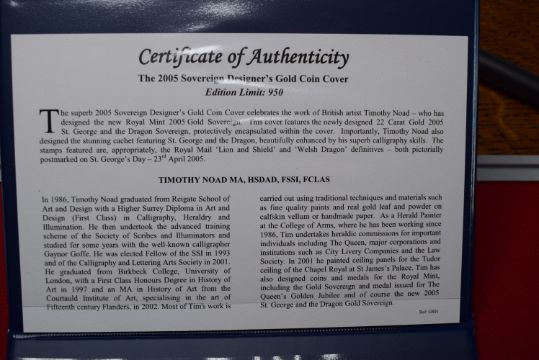 Certificate of Authenticity
The 2005 Sovereign Designer's Gold Coin Cover
Edition Limit: 950
The superb 2005 Sovereign Designer's Gold Coin Cover celebrates the work of British artist Timothy Noad – who has
designed the new Royal Mint 2005 Gold Sovereign. This cover features the newly designed 22 Carat Gold 2005
St. George and the Dragon Sovereign, protectively encapsulated within the cover. Importantly, Timothy Noad also
designed the stunning cachet featuring St. George and the Dragon, beautifully enhanced by his superb calligraphy skills. The
stamps featured are, appropriately, the Royal Mail 'Lion and Shield' and 'Welsh Dragon' definitives – both pictorially
postmarked on St. George's Day – 23rd April 2005.
TIMOTHY NOAD MA, HSDAD, FSSI, FCLAS
In 1986, Timothy Noad graduated from Reigate School of
Art and Design with a Higher Surrey Diploma in Art and
Design (First Class) in Calligraphy, Heraldry and
Illumination. He then undertook the advanced training
scheme of the Society of Scribes and Illuminators and
studied for some years with the well-known calligrapher
Gaynor Goffe. He was elected Fellow of the SSI in 1993
and of the Calligraphy and Lettering Arts Society in 2001.
He graduated from Birkbeck College, University of
London, with a First Class Honours Degree in History of
Art in 1997 and an MA in History of Art from the
Courtauld Institute of Art, specialising in the art of
Fifteenth century Flanders, in 2002. Most of Tim's work is
carried out using traditional techniques and materials such
as fine quality paints and real gold leaf and powder on
calfskin vellum or handmade paper. As a Herald Painter
at the College of Arms, where he has been working since
1986, Tim undertakes heraldic commissions for important
individuals including The Queen, major corporations and
institutions such as City Livery Companies and the Law
Society. In 2001 he painted ceiling panels for the Tudor
ceiling of the Chapel Royal at St James's Palace. Tim has
also designed coins and medals for the Royal Mint,
including the Gold Sovereign and medal issued for The
Queen's Golden Jubilee and of course the new 2005
St. George and the Dragon Gold Sovereign.
Ref: